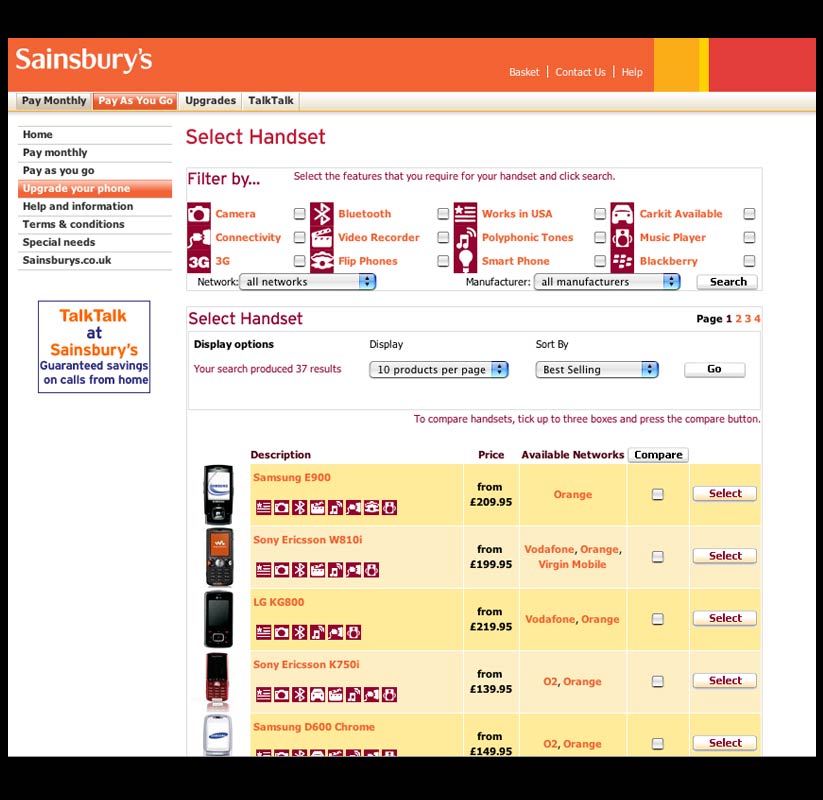 Sainsbury's
Basket | Contact Us | Help
Pay Monthly Pay As You Go Upgrades TalkTalk
Home
Pay monthly
Pay as you go
Upgrade your phone
Help and information
Terms & conditions
Special needs
Sainsburys.co.uk
TalkTalk
at
Sainsbury's
Guaranteed savings
on calls from home
Select Handset
Filter by... Select the features that you require for your handset and click search.
Camera Bluetooth Works in USA Carkit Available
Connectivity Video Recorder Polyphonic Tones Music Player
3G 3G Flip Phones Smart Phone Blackberry
Network: all networks Manufacturer: all manufacturers Search
Select Handset Page 1 2 3 4
Display options Display Sort By
Your search produced 37 results 10 products per page Best Selling Go
To compare handsets, tick up to three boxes and press the compare button.
Description Price Available Networks Compare
SAMSUNG
Samsung E900
from
£209.95
Orange
Select
Sony Ericsson W810i
from
£199.95
Vodafone, Orange,
Virgin Mobile
Select
LG KG800
from
£219.95
Vodafone, Orange
Select
Sony Ericsson K750i
from
£139.95
O2, Orange
Select
SAMSUNG
Samsung D600 Chrome
from
£149.95
O2, Orange
Select